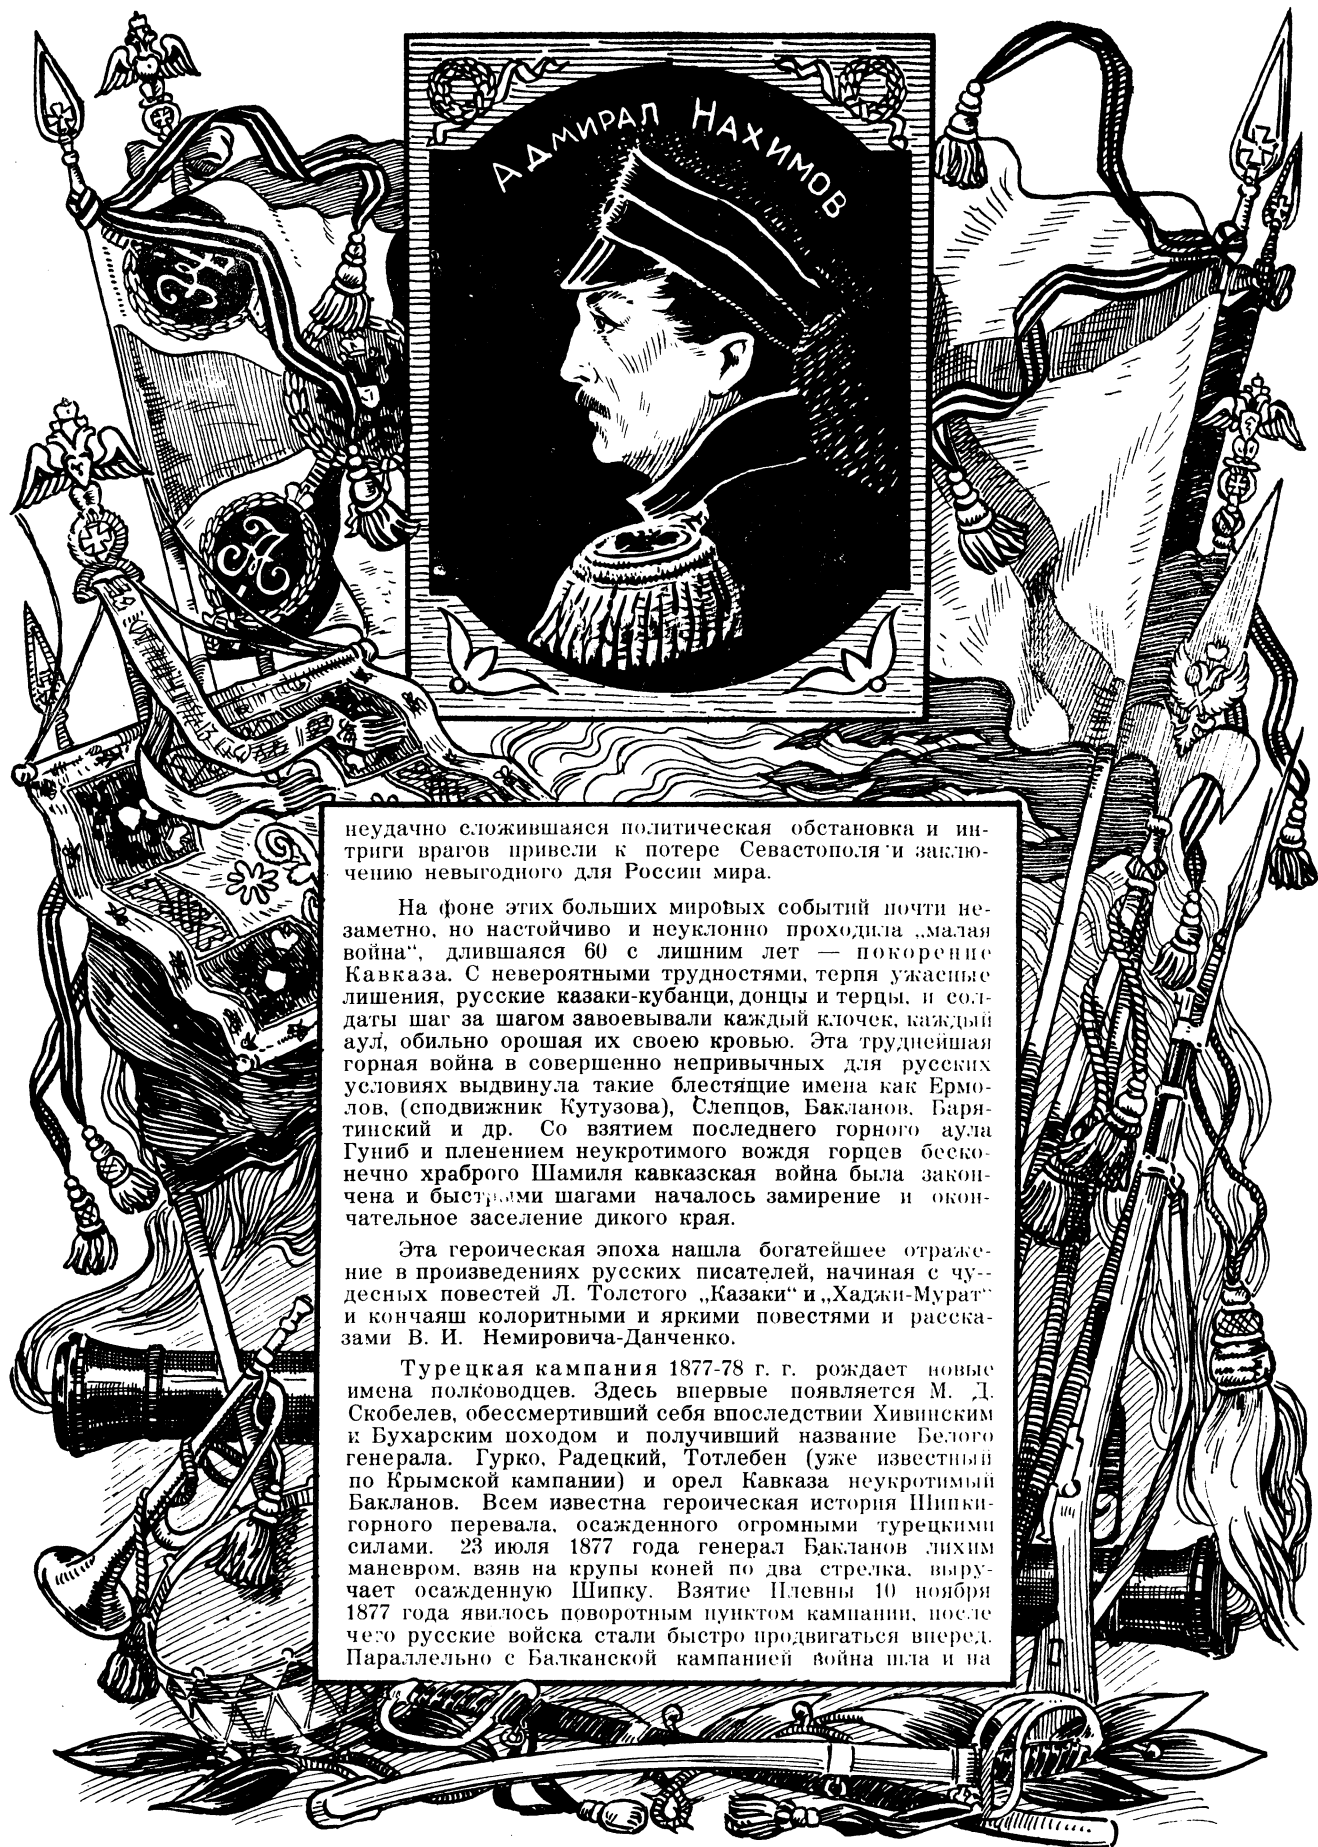 Адмирал Нахимов
неудачно сложившаяся политическая обстановка и ин-
триги врагов привели к потере Севастополя и заклю-
чению невыгодного для России мира.
На фоне этих больших мировых событий почти не-
заметно, но настойчиво и неуклонно проходила „малая
война“, длившаяся 60 с лишним лет — покорение
Кавказа. С невероятными трудностями, терпя ужасные
лишения, русские казаки-кубанци, донцы и терцы, и сол-
даты шаг за шагом завоевывали каждый клочек, каждый
аул, обильно орошая их своею кровью. Эта труднейшая
горная война в совершенно непривычных для русских
условиях выдвинула такие блестящие имена как Ермо-
лов, (сподвижник Кутузова), Слепцов, Бакланов, Баря-
тинский и др. Со взятием последнего горного аула
Гуниб и пленением неукротимого вождя горцев беско-
нечно храброго Шамиля кавказская война была закон-
чена и быстрыми шагами началось замирение и окон-
чательное заселение дикого края.
Эта героическая эпоха нашла богатейшее отраже-
ние в произведениях русских писателей, начиная с чу-
десных повестей Л. Толстого „Казаки“ и „Хаджи-Мурат“
и кончаяш колоритными и яркими повестями и расска-
зами В. И. Немировича-Данченко.
Турецкая кампания 1877-78 г. г. рождает новые
имена полководцев. Здесь впервые появляется М. Д.
Скобелев, обессмертивший себя впоследствии Хивинским
и Бухарским походом и получивший название Белого
генерала. Гурко, Радецкий, Тотлебен (уже известный
по Крымской кампании) и орел Кавказа неукротимый
Бакланов. Всем известна героическая история Шипки-
горного перевала, осажденного огромными турецкими
силами. 23 июля 1877 года генерал Бакланов лихим
маневром, взяв на крупы коней по два стрелка, выру-
чает осажденную Шипку. Взятие Плевны 10 ноября
1877 года явилось поворотным пунктом кампании, после
чего русские войска стали быстро продвигаться вперед.
Параллельно с Балканской кампанией война шла и на